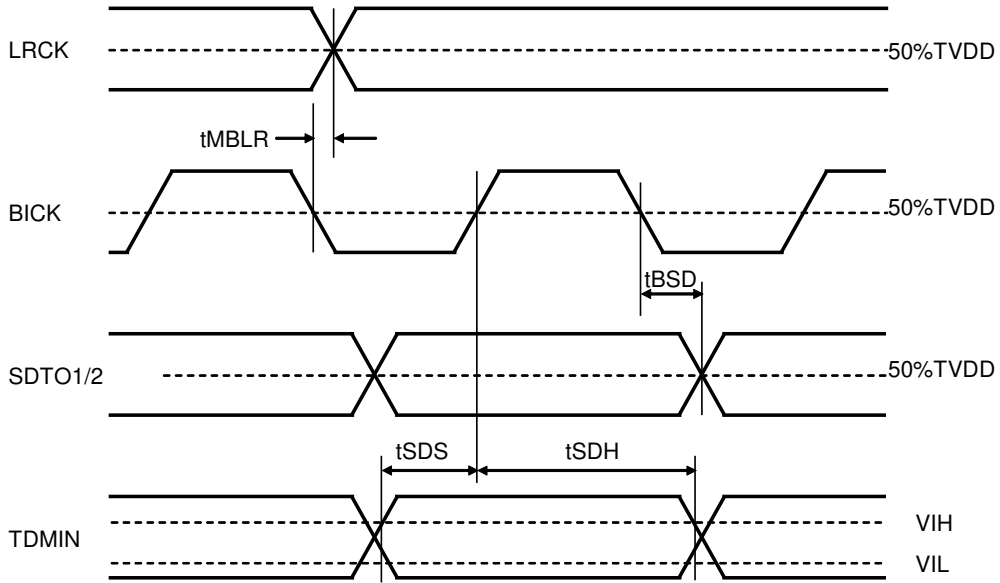 LRCK
50%TVDD
tMBLR
BICK
50%TVDD
tBSD
SDTO1/2
50%TVDD
tSDS
tSDH
TDMIN
VIH
VIL